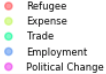 Refugee
Expense
Trade
Employment
Political Change